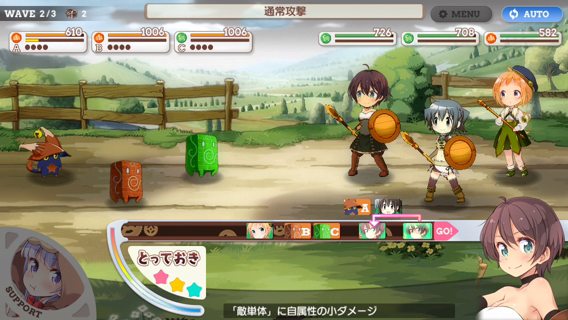 WAVE 2/3 2
通常攻撃
MENU
AUTO
610
1006
1006
726
708
582
A
B
C
A
B
C
GO!
とっておき
SUPPORT
「敵単体」に自属性の小ダメージ